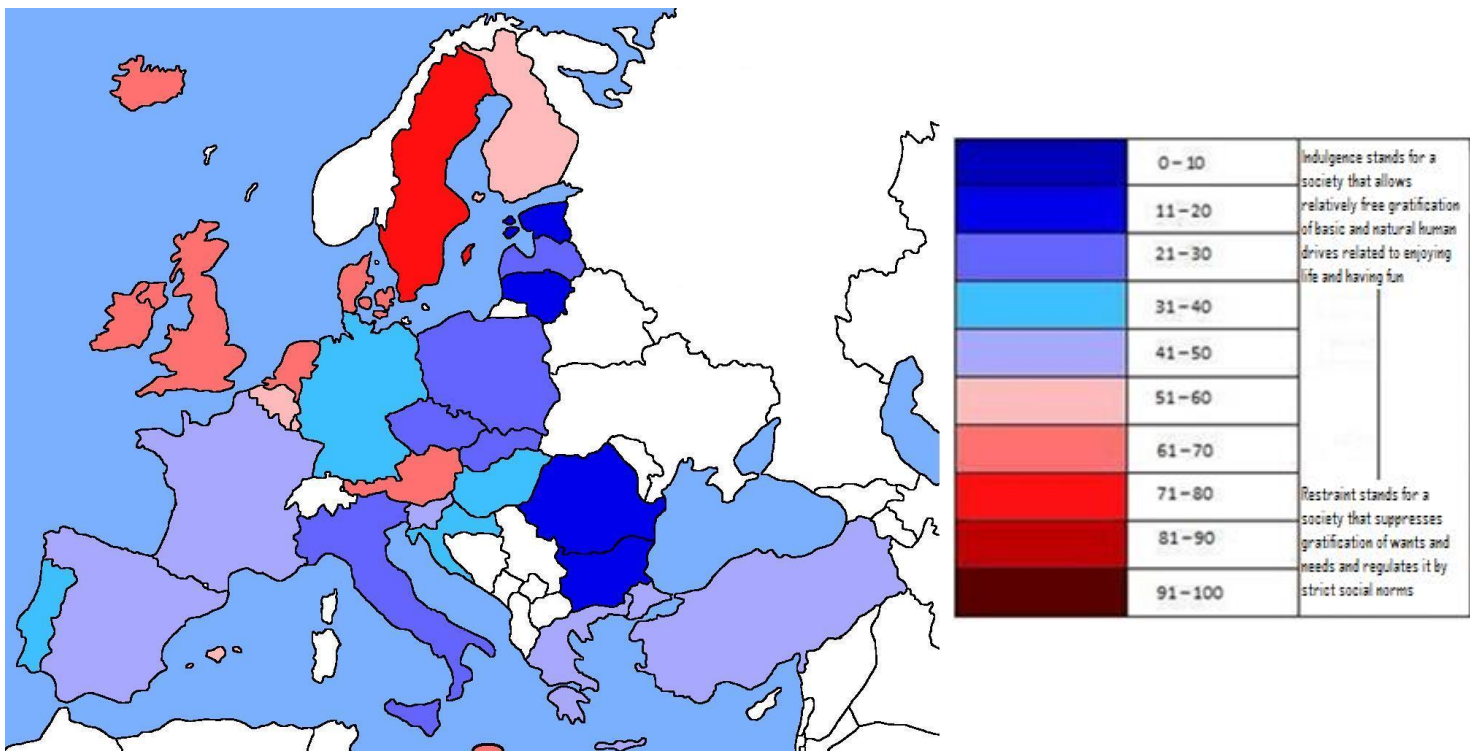 0 – 10
Indulgence stands for a
society that allows
relatively free gratification
of basic and natural human
drives related to enjoying
life and having fun
11 – 20
21 – 30
31 – 40
41 – 50
51 – 60
61 – 70
71 – 80
81 – 90
91 – 100
Restraint stands for a
society that suppresses
gratification of wants and
needs and regulates it by
strict social norms